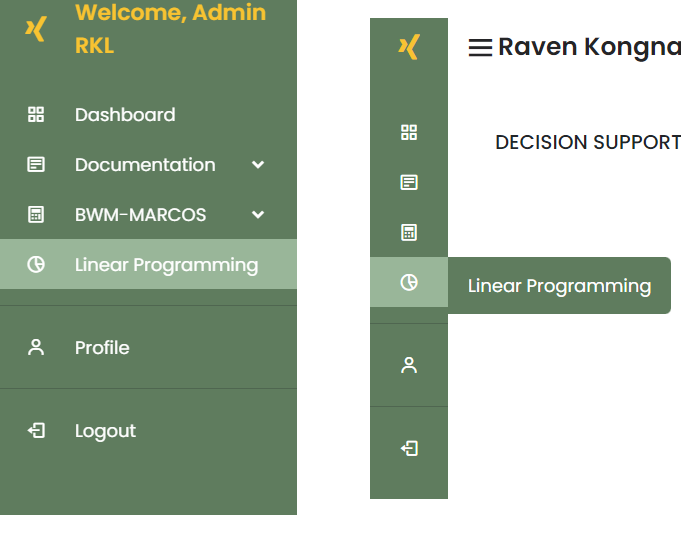 Welcome, Admin
RKL
Dashboard
Documentation
BWM-MARCOS
Linear Programming
Profile
Logout
Raven Kongna
DECISION SUPPORT
Linear Programming